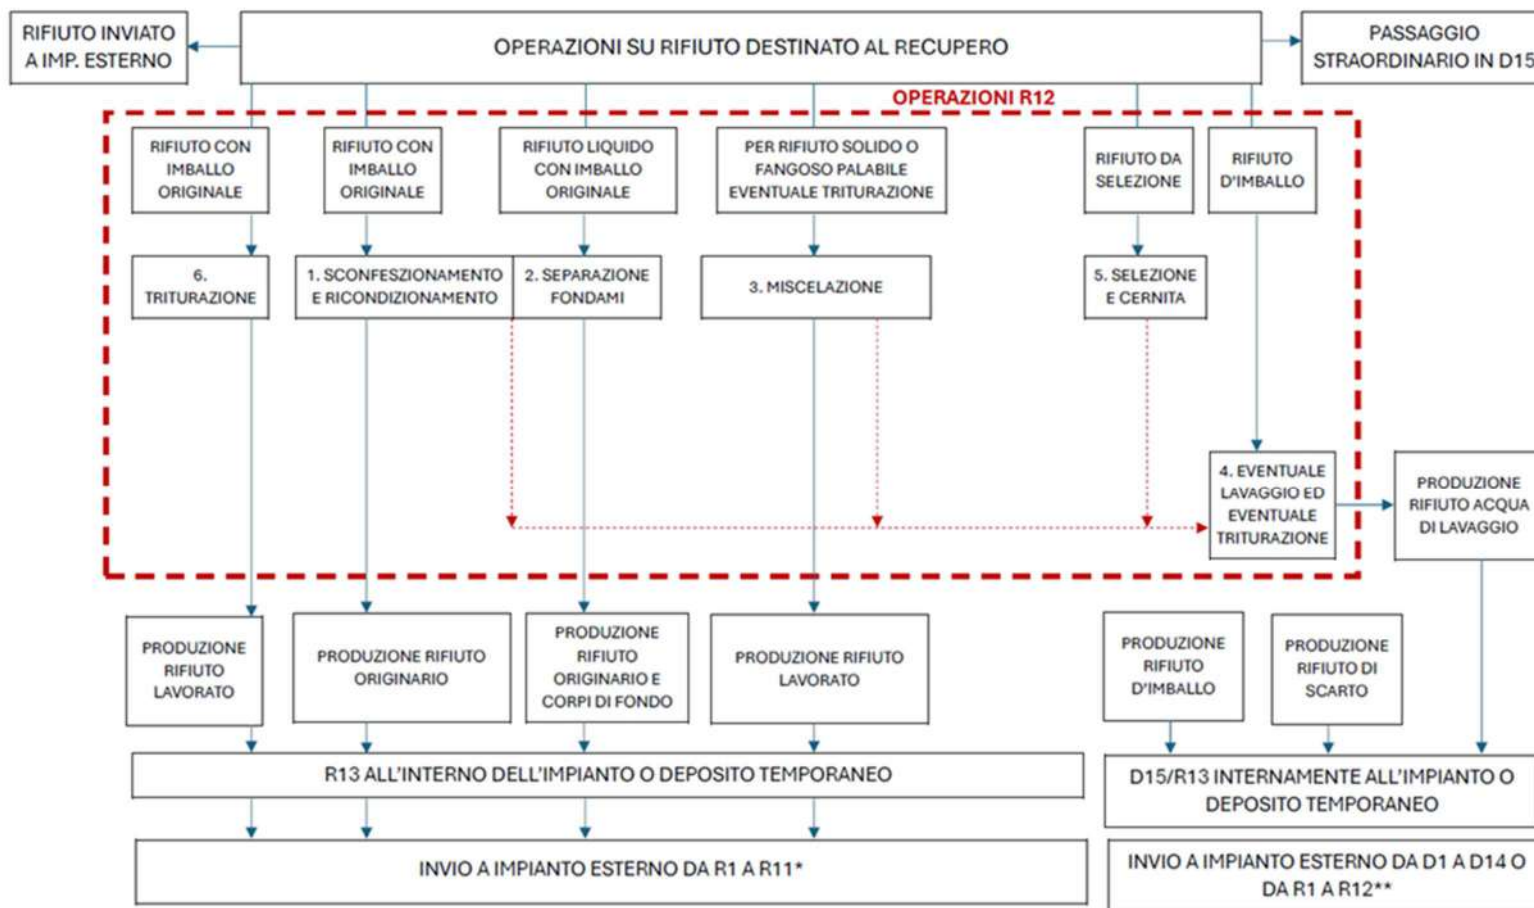 RIFIUTO INVIATO
A IMP. ESTERNO
OPERAZIONI SU RIFIUTO DESTINATO AL RECUPERO
PASSAGGIO
STRAORDINARIO IN D15
OPERAZIONI R12
RIFIUTO CON
IMBALLO
ORIGINALE
RIFIUTO CON
IMBALLO
ORIGINALE
RIFIUTO LIQUIDO
CON IMBALLO
ORIGINALE
PER RIFIUTO SOLIDO O
FANGOSO PALABILE
EVENTUALE TRITURAZIONE
RIFIUTO DA
SELEZIONE
RIFIUTO
D'IMBALLO
6.
TRITURAZIONE
1. SCONFESZIONAMENTO
E RICONDIZIONAMENTO
2. SEPARAZIONE
FONDAMI
3. MISCELAZIONE
5. SELEZIONE
E CERNITA
4. EVENTUALE
LAVAGGIO ED
EVENTUALE
TRITURAZIONE
PRODUZIONE
RIFIUTO ACQUA
DI LAVAGGIO
PRODUZIONE
RIFIUTO
LAVORATO
PRODUZIONE RIFIUTO
ORIGINARIO
PRODUZIONE
RIFIUTO
ORIGINARIO E
CORPI DI FONDO
PRODUZIONE RIFIUTO
LAVORATO
PRODUZIONE
RIFIUTO
D'IMBALLO
PRODUZIONE
RIFIUTO DI
SCARTO
R13 ALL'INTERNO DELL'IMPIANTO O DEPOSITO TEMPORANEO
D15/R13 INTERNAMENTE ALL'IMPIANTO O
DEPOSITO TEMPORANEO
INVIO A IMPIANTO ESTERNO DA R1 A R11*
INVIO A IMPIANTO ESTERNO DA D1 A D14 O
DA R1 A R12**